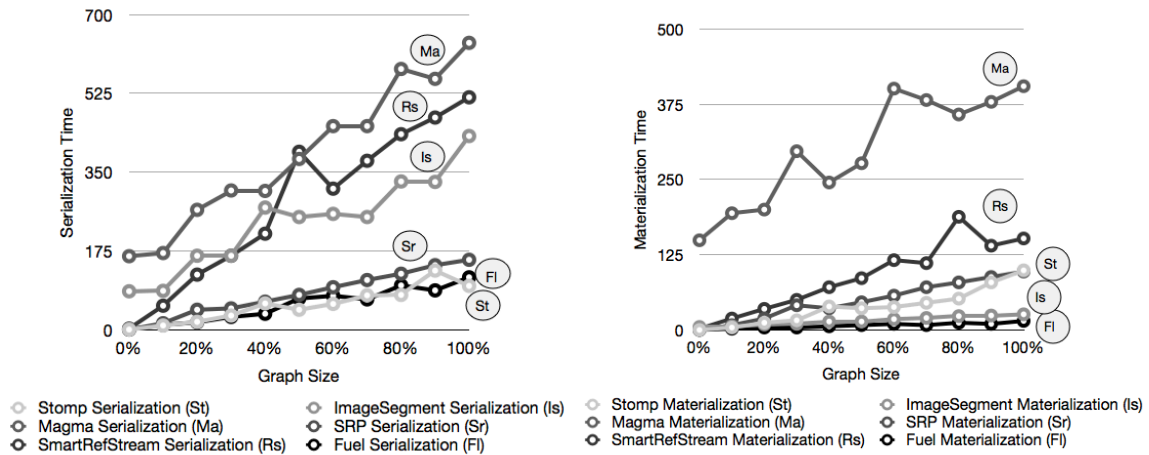 700
525
350
175
0
Serialization Time
Ma
Rs
Is
Sr
Fl
St
0% 20% 40% 60% 80% 100%
Graph Size
Stomp Serialization (St)
Magma Serialization (Ma)
SmartRefStream Serialization (Rs)
ImageSegment Serialization (Is)
SRP Serialization (Sr)
Fuel Serialization (Fl)
500
375
250
125
0
Materialization Time
Ma
Rs
St
Is
Fl
0% 20% 40% 60% 80% 100%
Graph Size
Stomp Materialization (St)
Magma Materialization (Ma)
SmartRefStream Materialization (Rs)
ImageSegment Materialization (Is)
SRP Materialization (Sr)
Fuel Materialization (Fl)